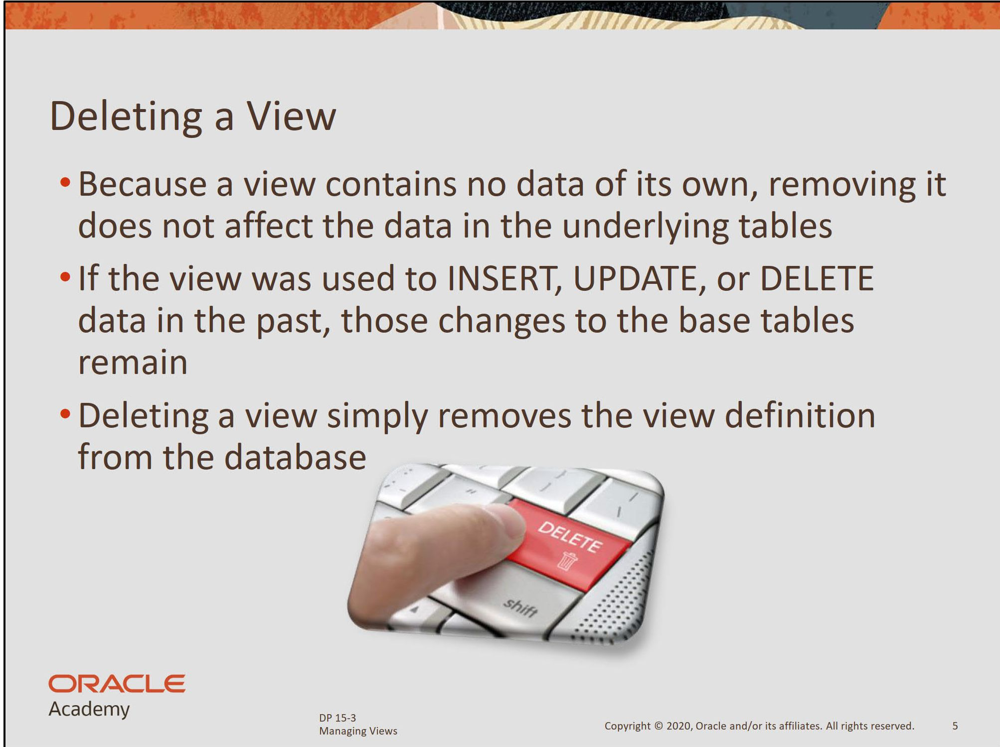 Deleting a View
• Because a view contains no data of its own, removing it
does not affect the data in the underlying tables
• If the view was used to INSERT, UPDATE, or DELETE
data in the past, those changes to the base tables
remain
• Deleting a view simply removes the view definition
from the database
DELETE
shift
ORACLE
Academy
DP 15-3
Managing Views
Copyright © 2020, Oracle and/or its affiliates. All rights reserved.
5